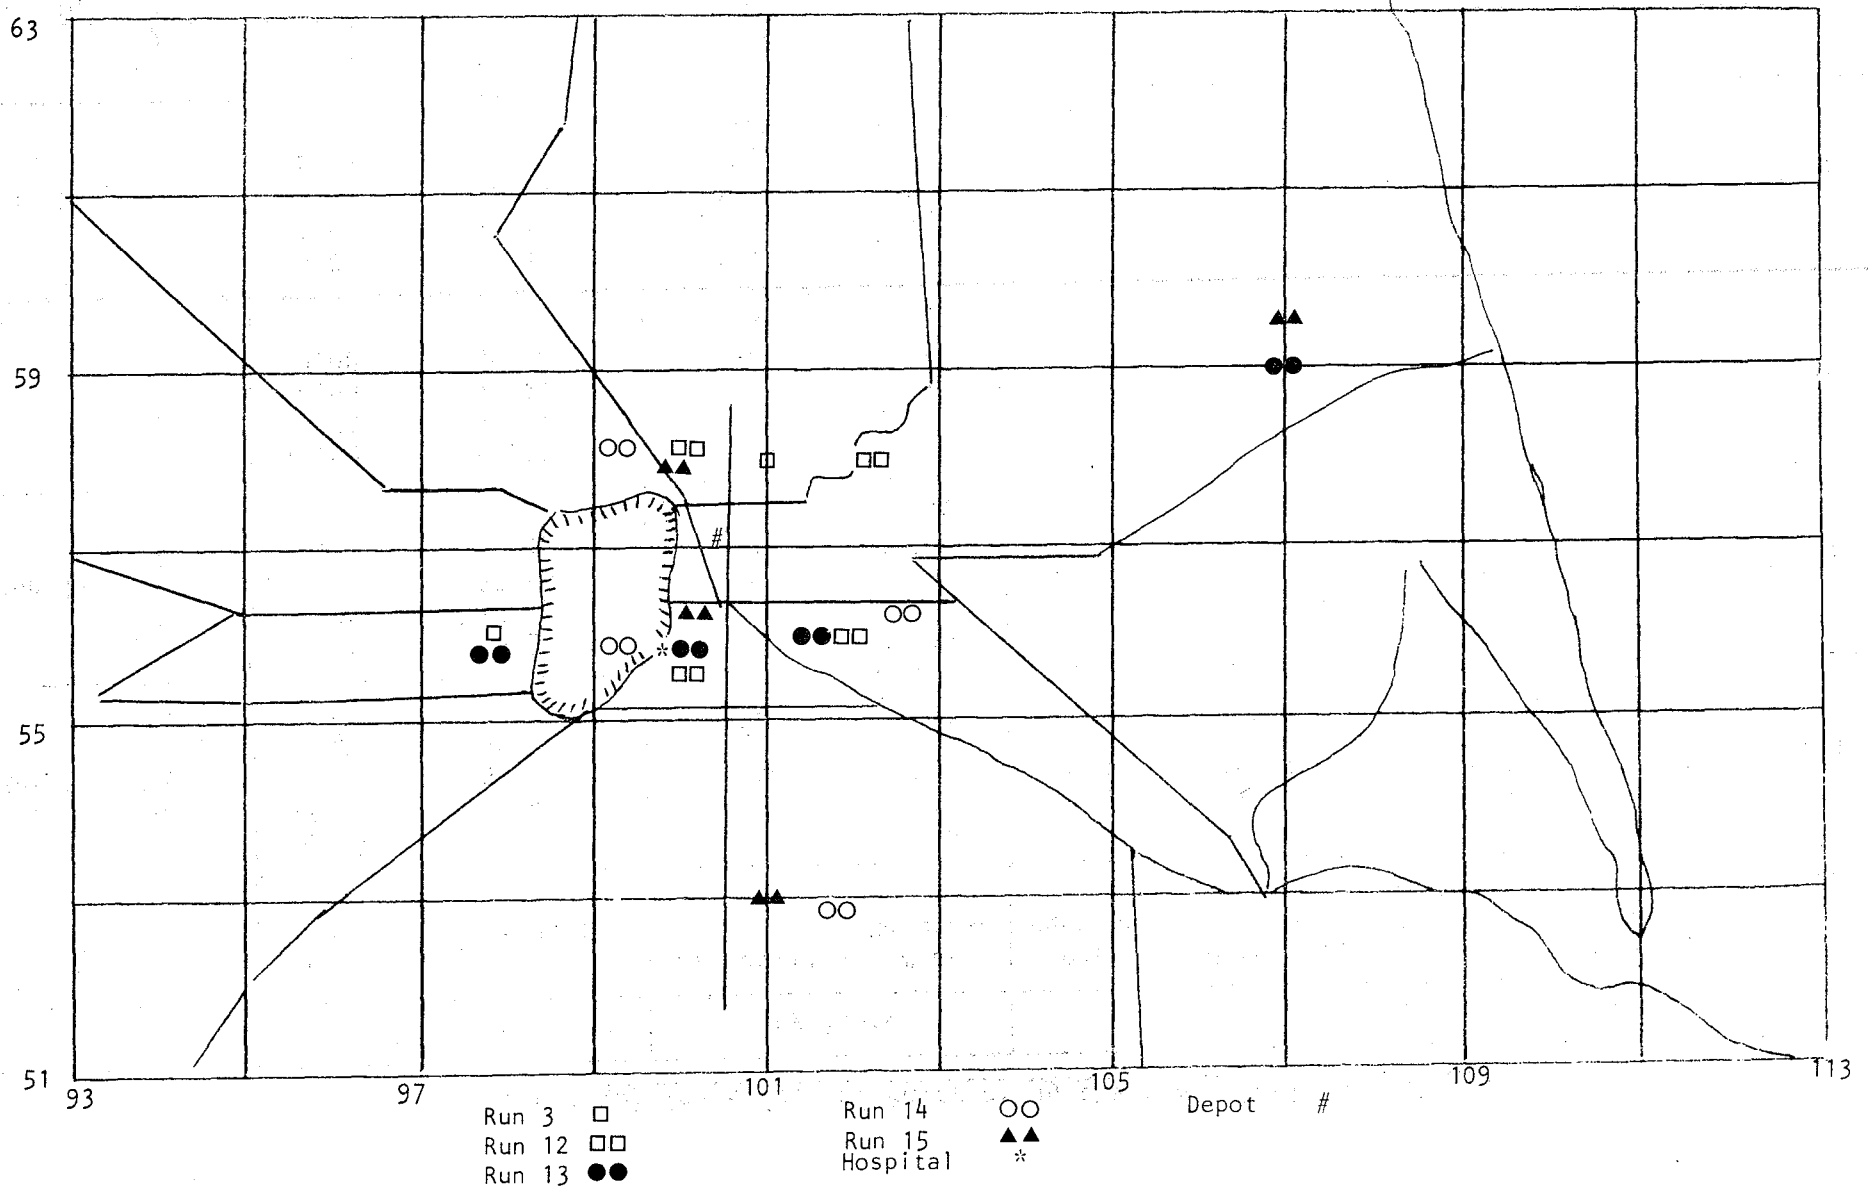 63
59
#
*
55
51
93 97 101 105 109 113
Run 3 □
Run 12 □□
Run 13 ●●
Run 14 ○○
Run 15 ▲▲
Hospital *
Depot #